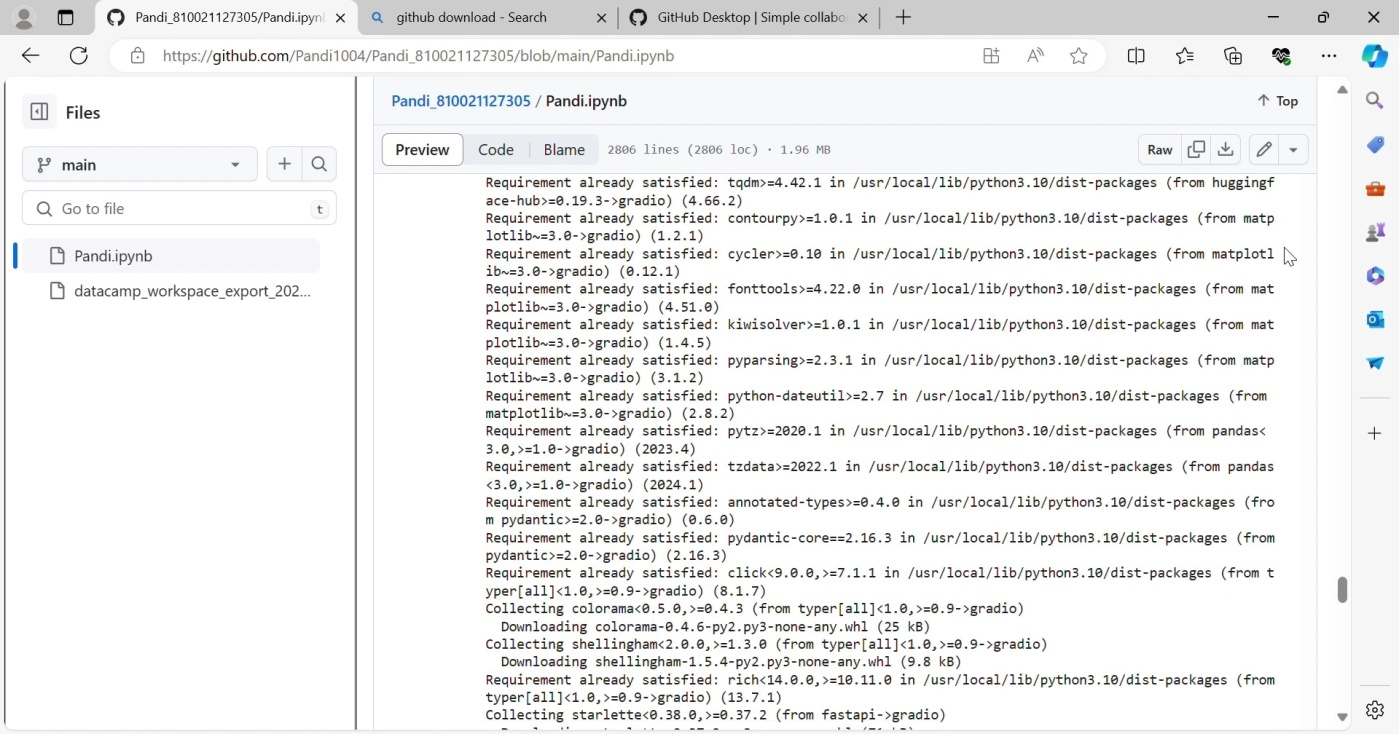 Pandi_810021127305/Pandi.ipynb
github download - Search
GitHub Desktop | Simple collabo
https://github.com/Pandi1004/Pandi_810021127305/blob/main/Pandi.ipynb
Files
main
Go to file
t
Pandi.ipynb
datacamp_workspace_export_202...
Pandi_810021127305 / Pandi.ipynb
Top
Preview
Code
Blame
2806 lines (2806 loc) · 1.96 MB
Raw
Requirement already satisfied: tqdm>=4.42.1 in /usr/local/lib/python3.10/dist-packages (from huggingf
ace-hub>=0.19.3->gradio) (4.66.2)
Requirement already satisfied: contourpy>=1.0.1 in /usr/local/lib/python3.10/dist-packages (from matp
lotlib~=3.0->gradio) (1.2.1)
Requirement already satisfied: cycler>=0.10 in /usr/local/lib/python3.10/dist-packages (from matplotl
ib~=3.0->gradio) (0.12.1)
Requirement already satisfied: fonttools>=4.22.0 in /usr/local/lib/python3.10/dist-packages (from mat
plotlib~=3.0->gradio) (4.51.0)
Requirement already satisfied: kiwisolver>=1.0.1 in /usr/local/lib/python3.10/dist-packages (from mat
plotlib~=3.0->gradio) (1.4.5)
Requirement already satisfied: pyparsing>=2.3.1 in /usr/local/lib/python3.10/dist-packages (from matp
lotlib~=3.0->gradio) (3.1.2)
Requirement already satisfied: python-dateutil>=2.7 in /usr/local/lib/python3.10/dist-packages (from
matplotlib~=3.0->gradio) (2.8.2)
Requirement already satisfied: pytz>=2020.1 in /usr/local/lib/python3.10/dist-packages (from pandas<
3.0,>=1.0->gradio) (2023.4)
Requirement already satisfied: tzdata>=2022.1 in /usr/local/lib/python3.10/dist-packages (from pandas
<3.0,>=1.0->gradio) (2024.1)
Requirement already satisfied: annotated-types>=0.4.0 in /usr/local/lib/python3.10/dist-packages (fro
m pydantic>=2.0->gradio) (0.6.0)
Requirement already satisfied: pydantic-core==2.16.3 in /usr/local/lib/python3.10/dist-packages (from
pydantic>=2.0->gradio) (2.16.3)
Requirement already satisfied: click<9.0.0,>=7.1.1 in /usr/local/lib/python3.10/dist-packages (from t
yper[all]<1.0,>=0.9->gradio) (8.1.7)
Collecting colorama<0.5.0,>=0.4.3 (from typer[all]<1.0,>=0.9->gradio)
Downloading colorama-0.4.6-py2.py3-none-any.whl (25 kB)
Collecting shellingham<2.0.0,>=1.3.0 (from typer[all]<1.0,>=0.9->gradio)
Downloading shellingham-1.5.4-py2.py3-none-any.whl (9.8 kB)
Requirement already satisfied: rich<14.0.0,>=10.11.0 in /usr/local/lib/python3.10/dist-packages (from
typer[all]<1.0,>=0.9->gradio) (13.7.1)
Collecting starlette<0.38.0,>=0.37.2 (from fastapi->gradio)